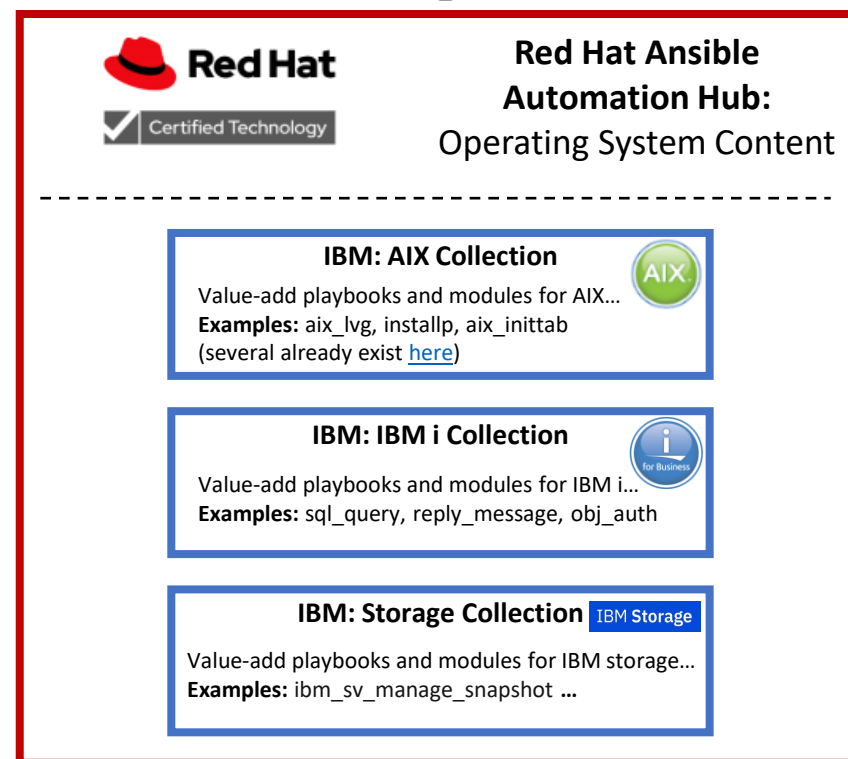 Red Hat
Certified Technology
Red Hat Ansible
Automation Hub:
Operating System Content
IBM: AIX Collection
AIX
Value-add playbooks and modules for AIX…
Examples: aix_lvg, installp, aix_inittab
(several already exist here)
IBM: IBM i Collection
i
for Business
Value-add playbooks and modules for IBM i…
Examples: sql_query, reply_message, obj_auth
IBM: Storage Collection
IBM Storage
Value-add playbooks and modules for IBM storage…
Examples: ibm_sv_manage_snapshot …